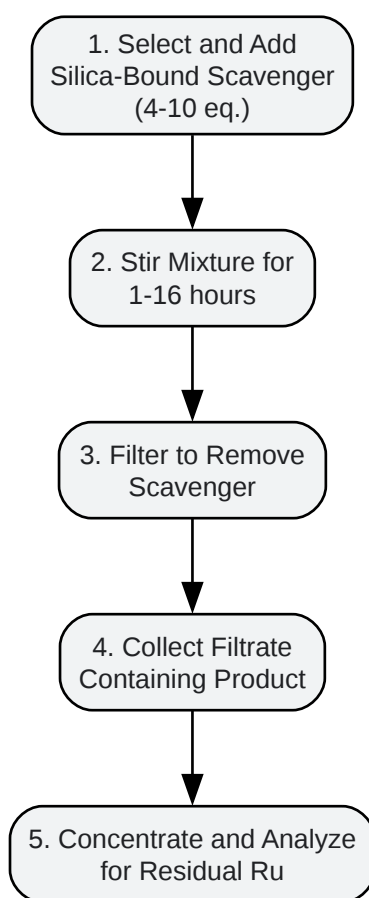 1. Select and Add
Silica-Bound Scavenger
(4-10 eq.)
2. Stir Mixture for
1-16 hours
3. Filter to Remove
Scavenger
4. Collect Filtrate
Containing Product
5. Concentrate and Analyze
for Residual Ru